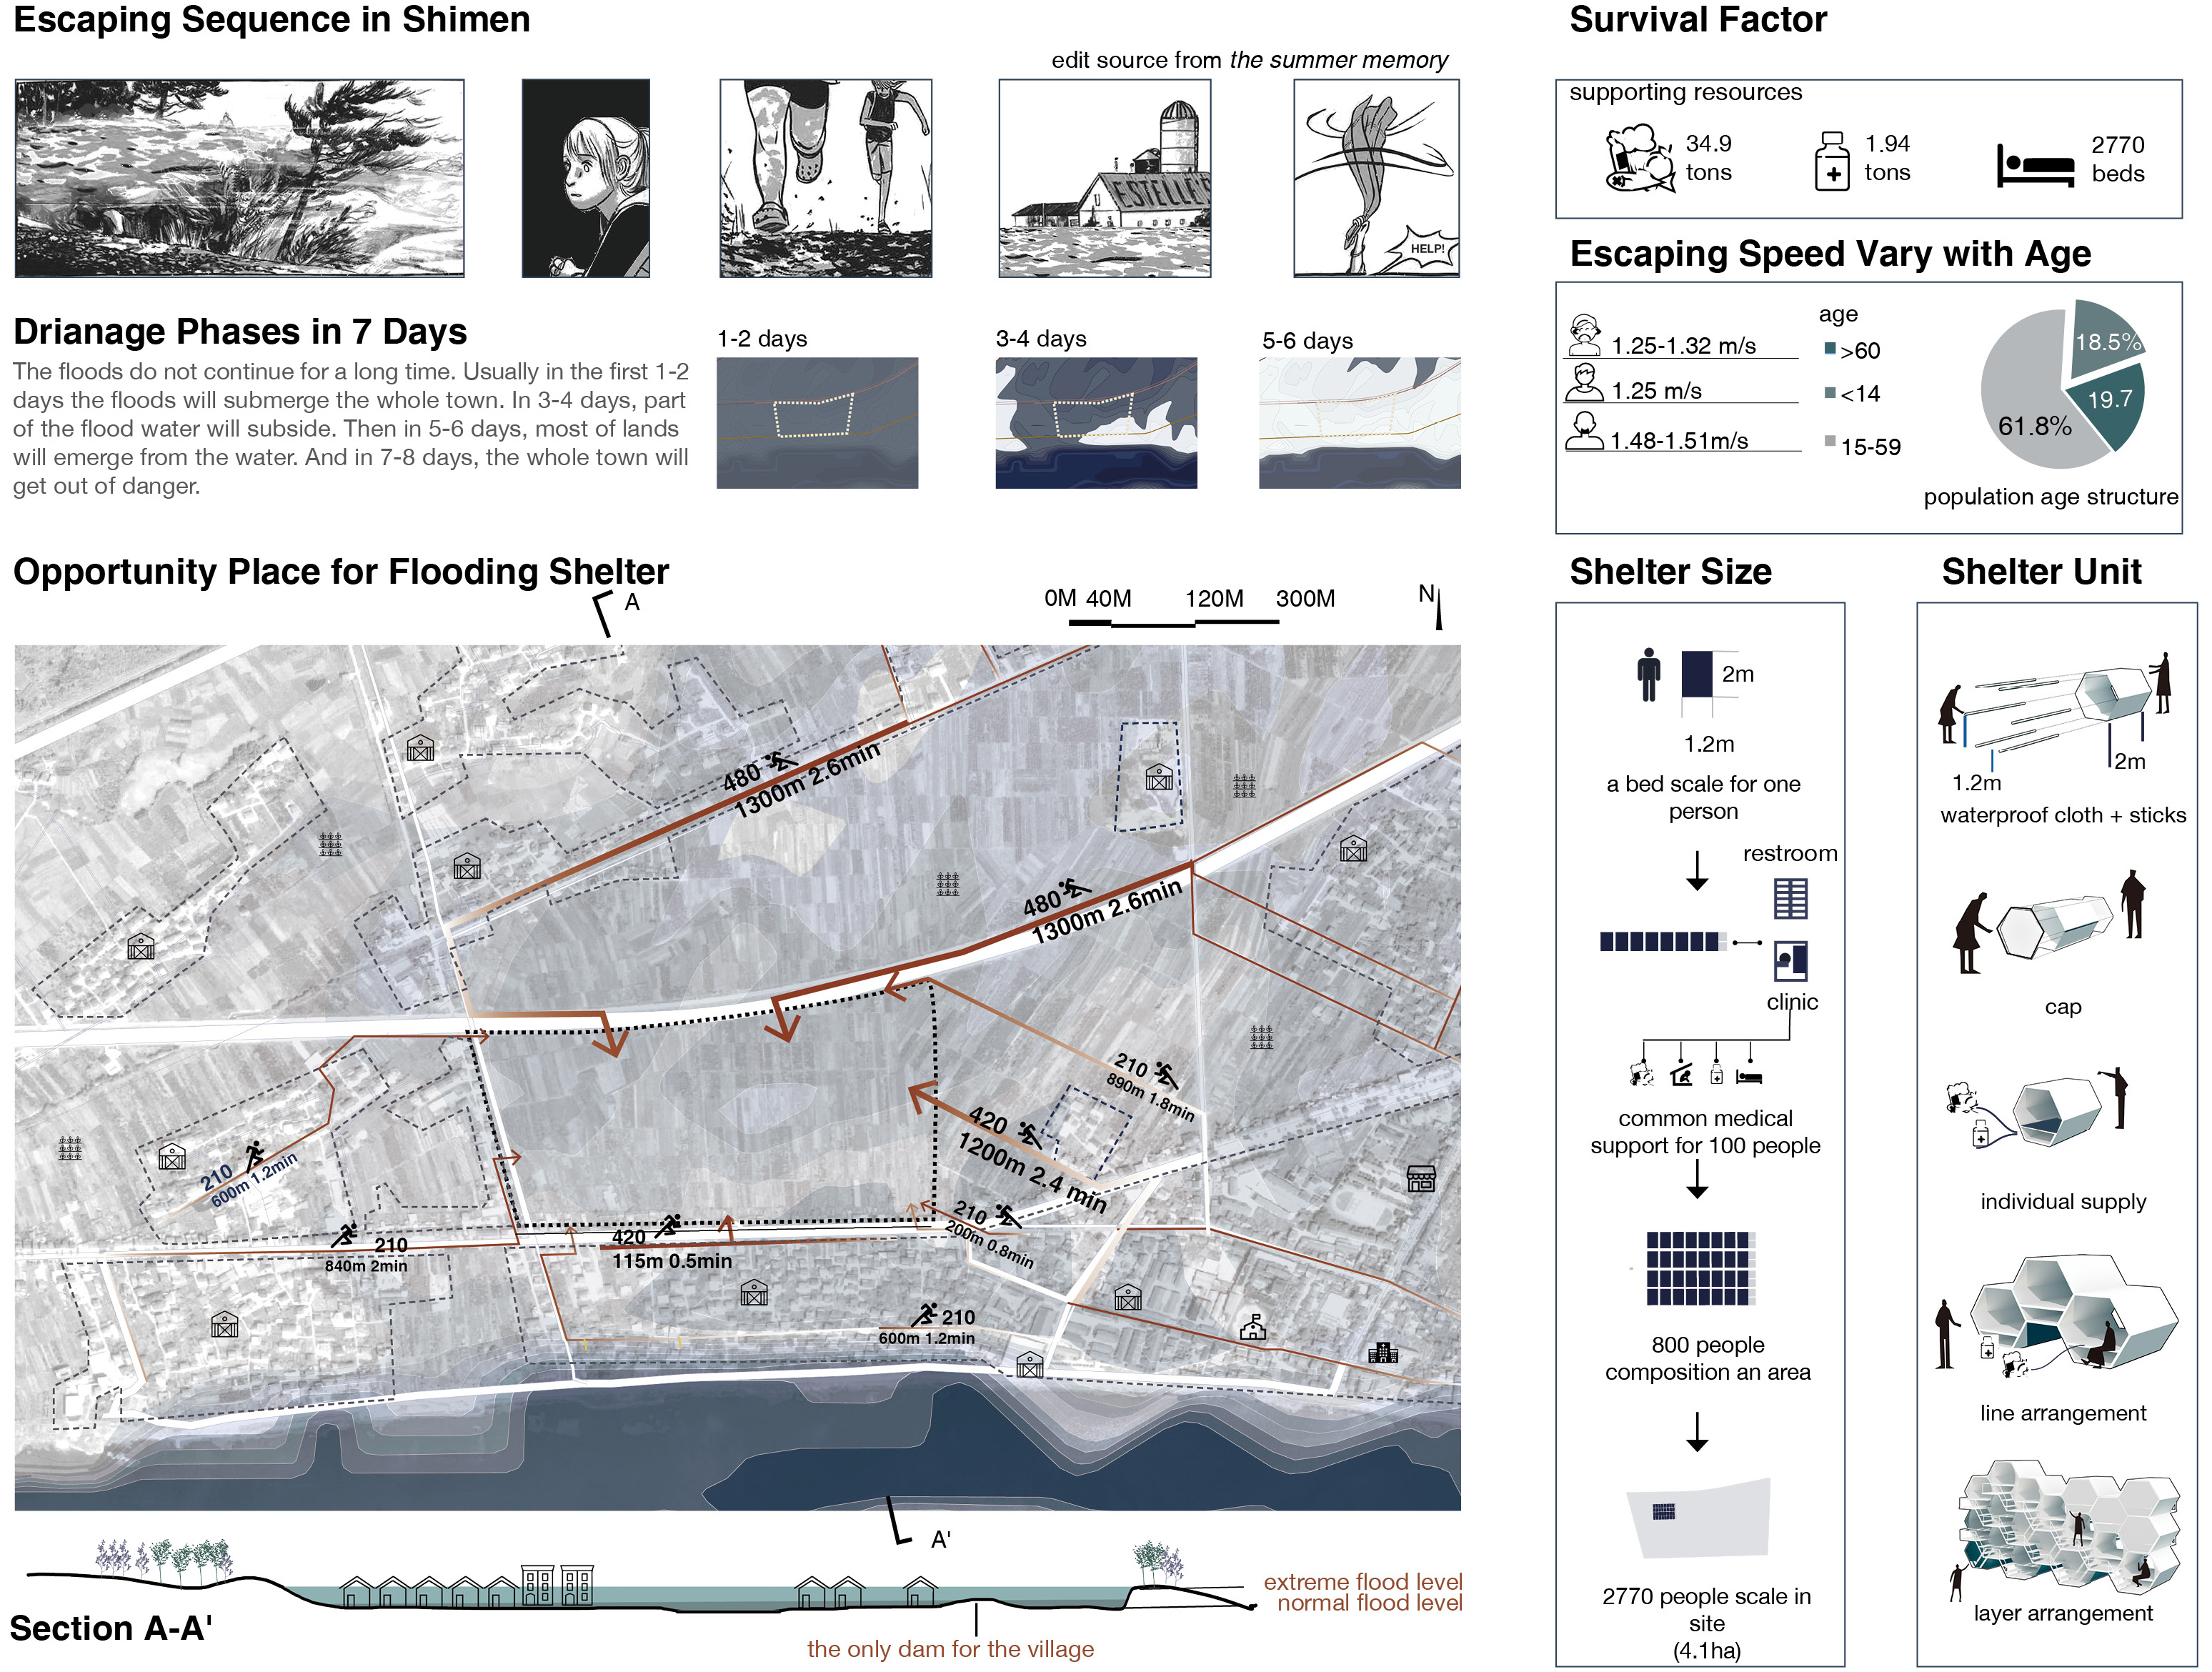 Escaping Sequence in Shimen
edit source from the summer memory
ESTELLE'S
HELP!
Drianage Phases in 7 Days
The floods do not continue for a long time. Usually in the first 1-2
days the floods will submerge the whole town. In 3-4 days, part
of the flood water will subside. Then in 5-6 days, most of lands
will emerge from the water. And in 7-8 days, the whole town will
get out of danger.
1-2 days
3-4 days
5-6 days
Opportunity Place for Flooding Shelter
A
0M 40M 120M 300M
N
480
1300m 2.6min
480
1300m 2.6min
210
890m 1.8min
420
1200m 2.4 min
210
600m 1.2min
210
200m 0.8min
210
840m 2min
420
115m 0.5min
210
600m 1.2min
A'
extreme flood level
normal flood level
Section A-A'
the only dam for the village
Survival Factor
supporting resources
34.9
tons
1.94
tons
2770
beds
Escaping Speed Vary with Age
1.25-1.32 m/s
1.25 m/s
1.48-1.51m/s
age
>60
<14
15-59
18.5%
19.7
61.8%
population age structure
Shelter Size
2m
1.2m
a bed scale for one
person
restroom
clinic
common medical
support for 100 people
800 people
composition an area
2770 people scale in
site
(4.1ha)
Shelter Unit
1.2m
2m
waterproof cloth + sticks
cap
individual supply
line arrangement
layer arrangement